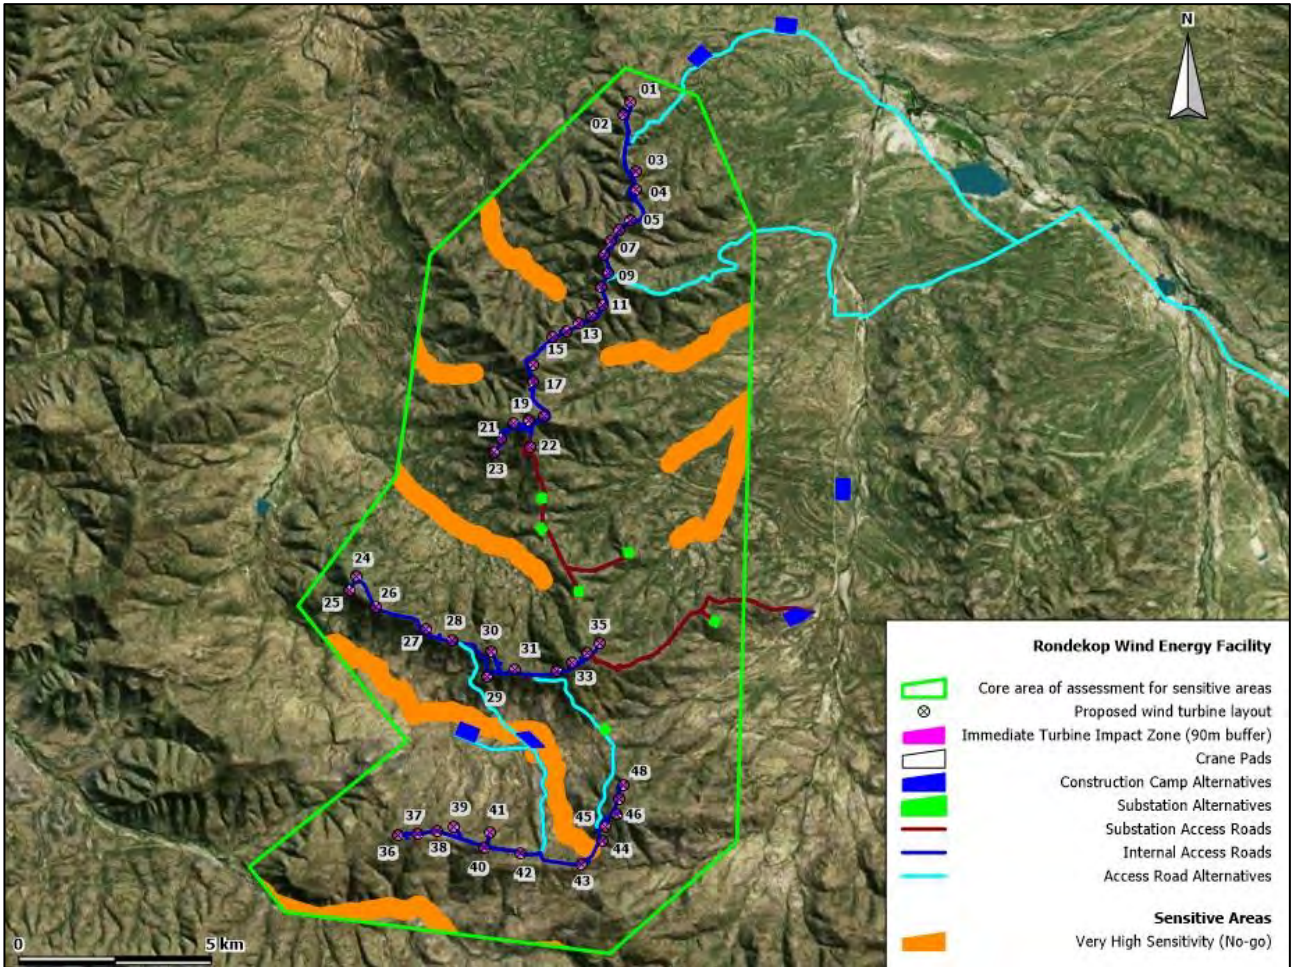 N
01
02
03
04
05
07
09
11
13
15
17
19
21
22
23
24
25
26
27
28
30
35
31
33
29
48
39
41
45
46
37
36
38
40
42
44
43
0
5 km
Rondekop Wind Energy Facility
Core area of assessment for sensitive areas
Proposed wind turbine layout
Immediate Turbine Impact Zone (90m buffer)
Crane Pads
Construction Camp Alternatives
Substation Alternatives
Substation Access Roads
Internal Access Roads
Access Road Alternatives
Sensitive Areas
Very High Sensitivity (No-go)